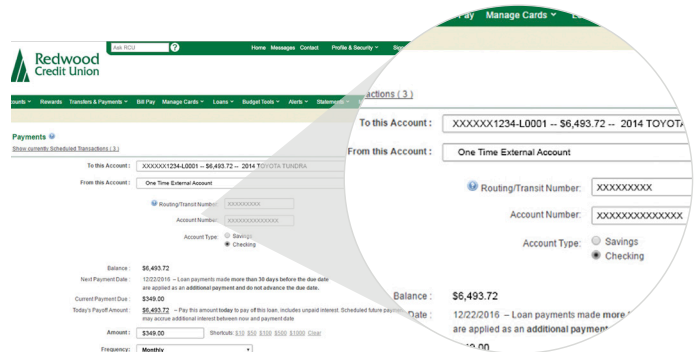 Pay Manage Cards
Ask RCU
?
Home Messages Contact Profile & Security
Redwood
Credit Union
Rewards Transfers & Payments Bill Pay Manage Cards Loans Budget Tools Alerts Statements
Payments
Show currently Scheduled Transactions ( 3 )
To this Account : XXXXXX1234-L0001 -- $6,493.72 -- 2014 TOYOTA TUNDRA
From this Account : One Time External Account
Routing/Transit Number: XXXXXXXXX
Account Number: XXXXXXXXXXXXXX
Account Type: Savings
Checking
Balance : $6,493.72
Next Payment Date : 12/22/2016 – Loan payments made more than 30 days before the due date
are applied as an additional payment and do not advance the due date.
Current Payment Due : $349.00
Today's Payoff Amount : $6,493.72 – Pay this amount today to pay off this loan, includes unpaid interest. Scheduled future
may accrue additional interest between now and payment date
Amount : $349.00 Shortcuts: $10 $50 $100 $500 $1000 Clear
Frequency: Monthly
( 3 )
To this Account : XXXXXX1234-L0001 -- $6,493.72 -- 2014
From this Account : One Time External Account
Routing/Transit Number: XXXXXXXXX
Account Number: XXXXXXXXXXXXXX
Account Type: Savings
Checking
Balance : $6,493.72
Date : 12/22/2016 – Loan payments made more
are applied as an additional payment